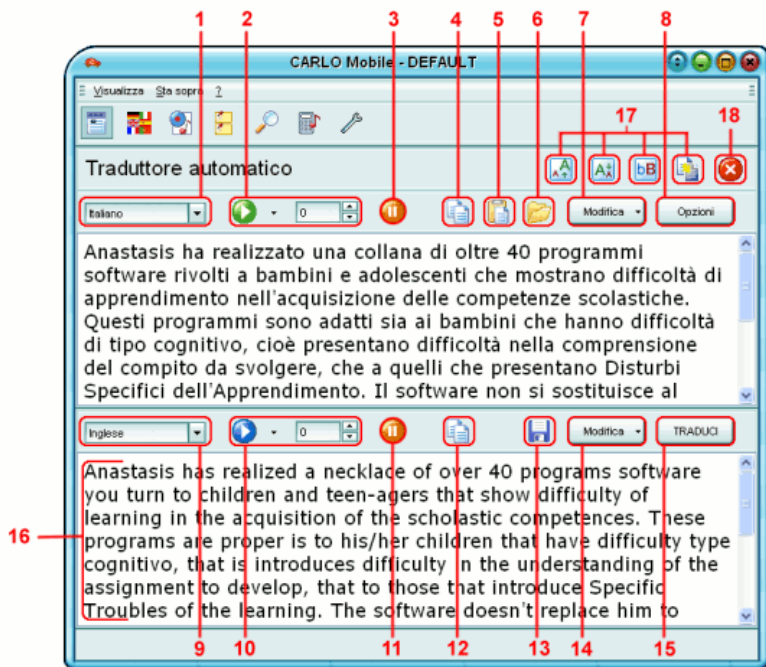 1 2 3 4 5 6 7 8
CARLO Mobile - DEFAULT
Visualizza Sta sopra ?
17 18
Traduttore automatico
Italiano 0 Modifica Opzioni
Anastasis ha realizzato una collana di oltre 40 programmi
software rivolti a bambini e adolescenti che mostrano difficoltà di
apprendimento nell'acquisizione delle competenze scolastiche.
Questi programmi sono adatti sia ai bambini che hanno difficoltà
di tipo cognitivo, cioè presentano difficoltà nella comprensione
del compito da svolgere, che a quelli che presentano Disturbi
Specifici dell'Apprendimento. Il software non si sostituisce al
Inglese 0 Modifica TRADUCI
Anastasis has realized a necklace of over 40 programs software
you turn to children and teen-agers that show difficulty of
learning in the acquisition of the scholastic competences. These
16 programs are proper is to his/her children that have difficulty type
cognitivo, that is introduces difficulty in the understanding of the
assignment to develop, that to those that introduce Specific
Troubles of the learning. The software doesn't replace him to
9 10 11 12 13 14 15